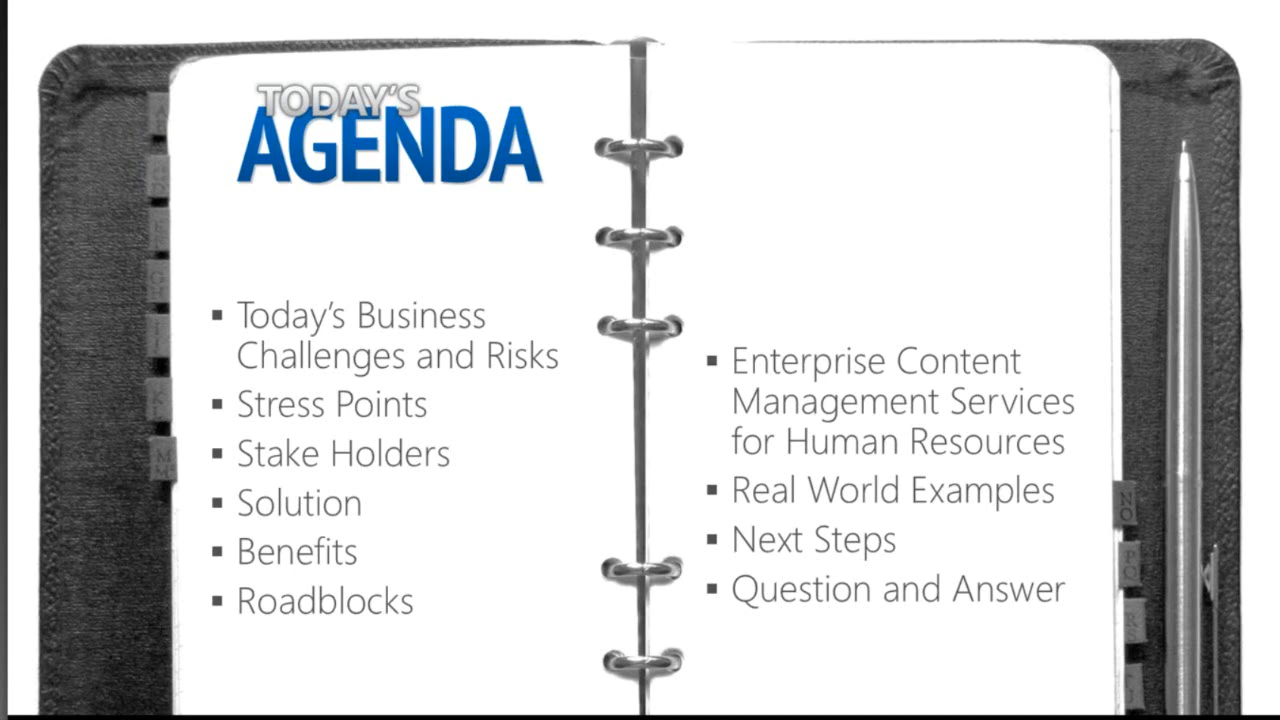 TODAY'S
AGENDA
▪ Today's Business
Challenges and Risks
▪ Stress Points
▪ Stake Holders
▪ Solution
▪ Benefits
▪ Roadblocks
▪ Enterprise Content
Management Services
for Human Resources
▪ Real World Examples
▪ Next Steps
▪ Question and Answer